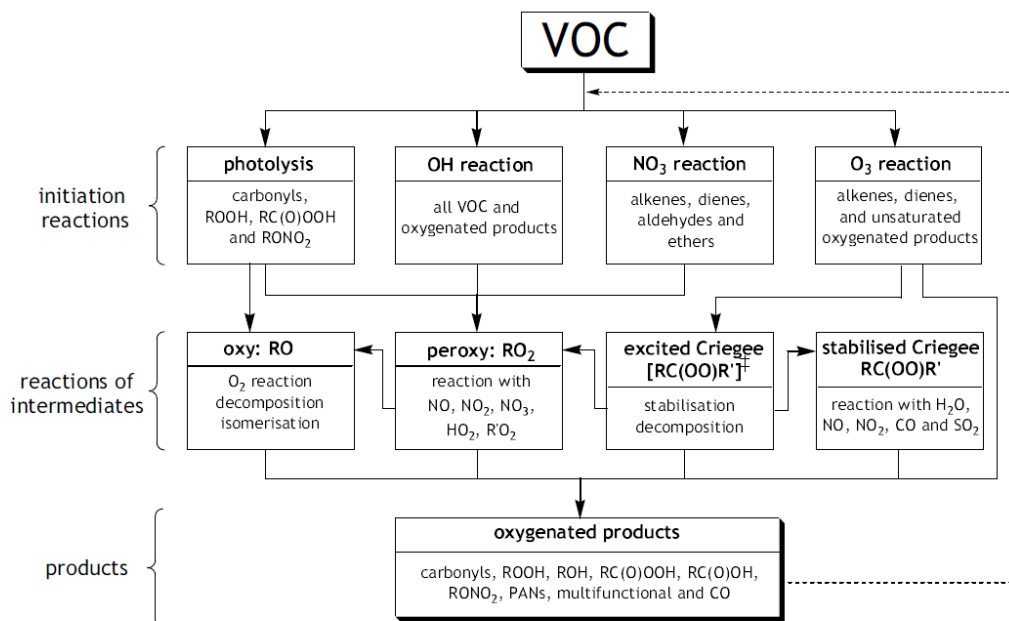 VOC
initiation
reactions
photolysis
carbonyls,
ROOH, RC(O)OOH
and RONO₂
OH reaction
all VOC and
oxygenated products
NO₃ reaction
alkenes, dienes,
aldehydes and
ethers
O₃ reaction
alkenes, dienes,
and unsaturated
oxygenated products
reactions of
intermediates
oxy: RO
O₂ reaction
decomposition
isomerisation
peroxy: RO₂
reaction with
NO, NO₂, NO₃,
HO₂, R'O₂
excited Criegee
[RC(OO)R']‡
stabilisation
decomposition
stabilised Criegee
RC(OO)R'
reaction with H₂O,
NO, NO₂, CO and SO₂
products
oxygenated products
carbonyls, ROOH, ROH, RC(O)OOH, RC(O)OH,
RONO₂, PANs, multifunctional and CO